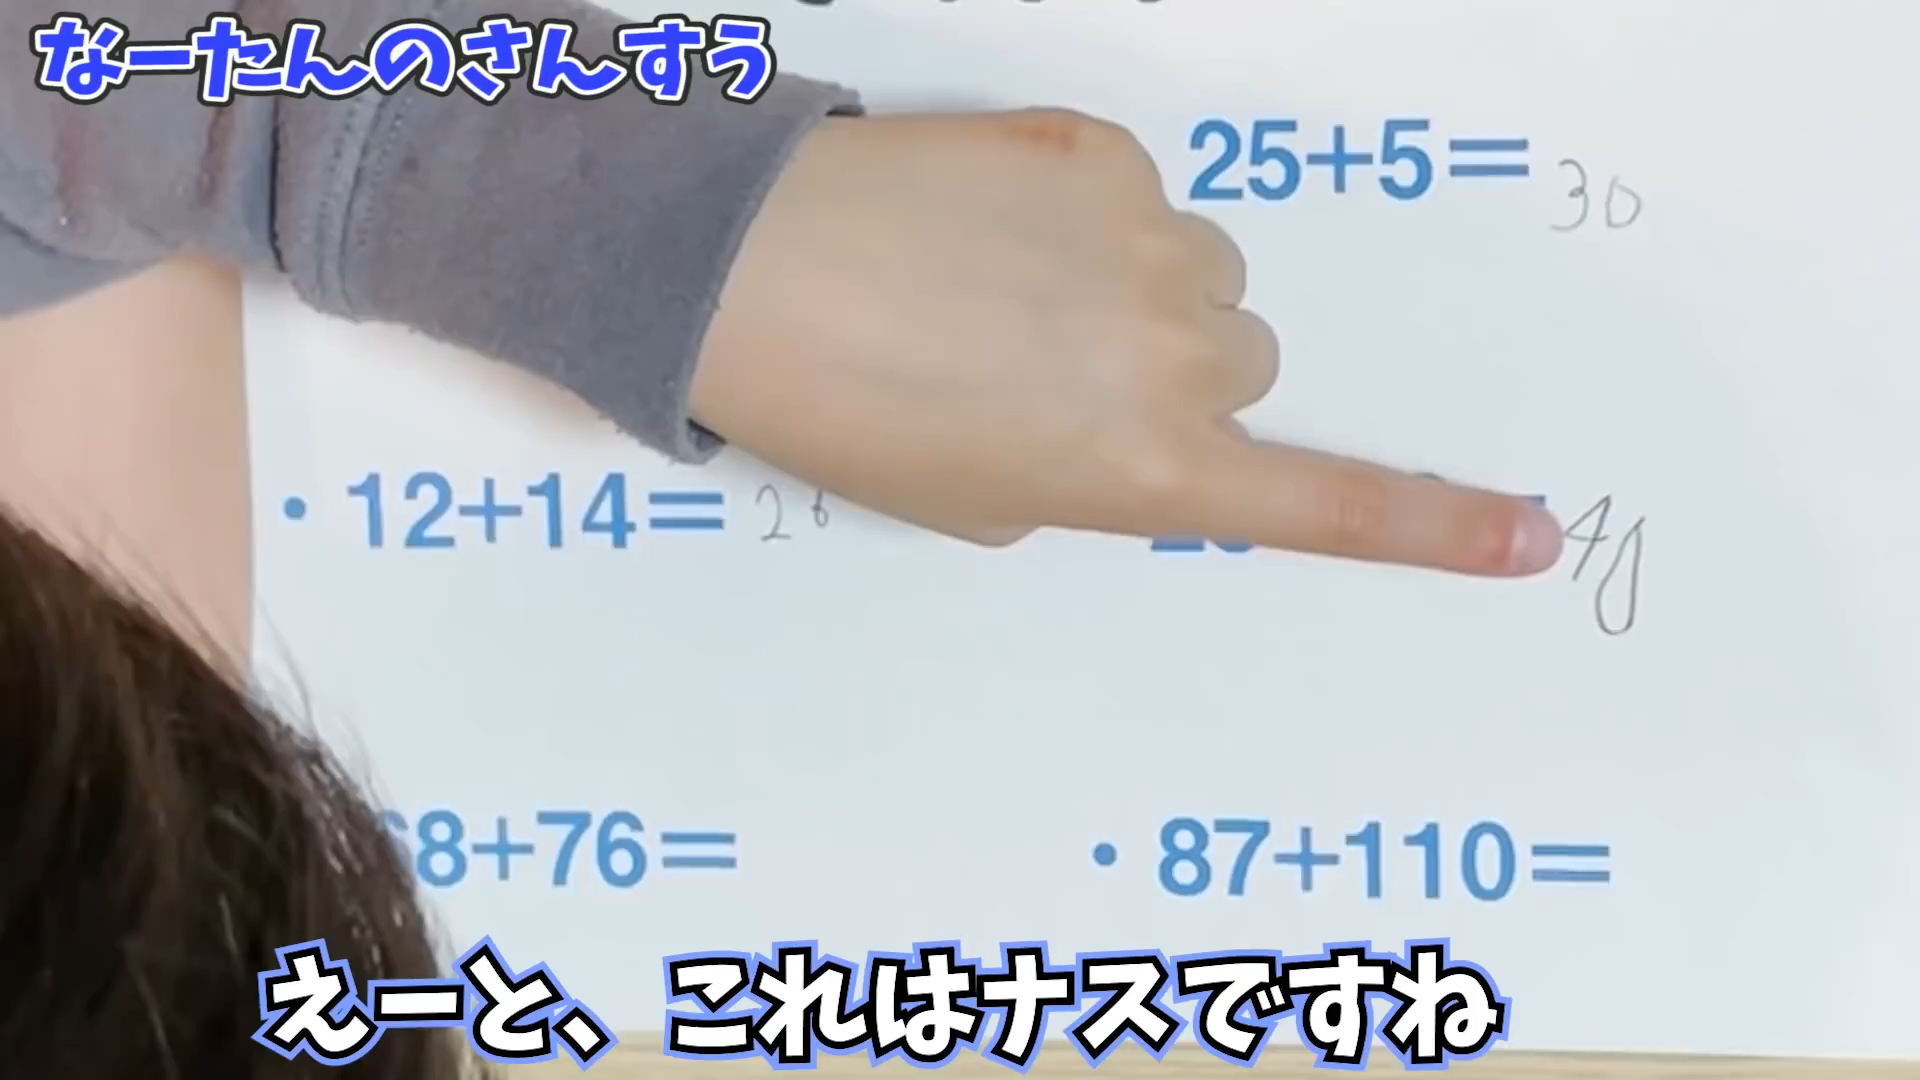 なーたんのさんすう
25+5= 30
・12+14= 26
40
8+76=
・87+110=
えーと、これはナスですね